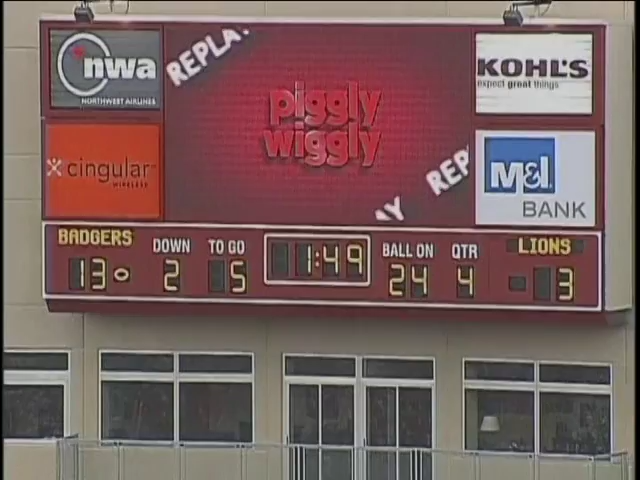 nwa
NORTHWEST AIRLINES
REPLA
piggly
wiggly
KOHL'S
expect great things
cingular
WIRELESS
AY
REP
M&I
BANK
BADGERS DOWN TO GO 1:49 BALL ON QTR LIONS
13 2 5 24 4 3